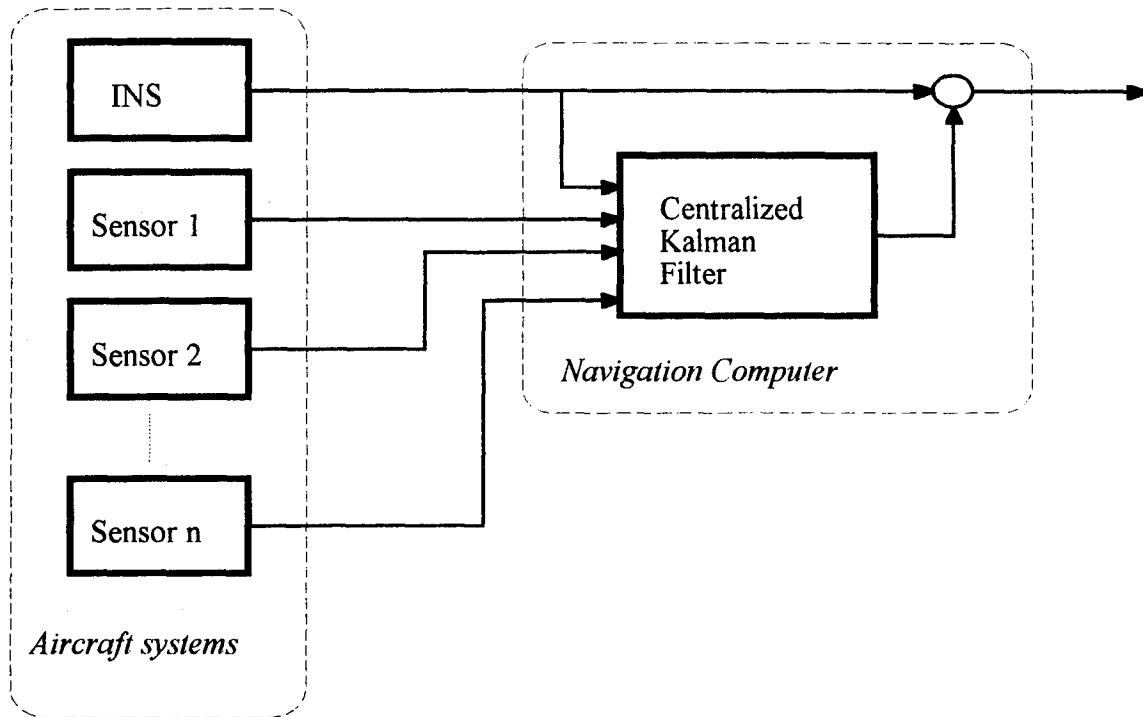 INS
Sensor 1
Sensor 2
Sensor n
Aircraft systems
Centralized
Kalman
Filter
Navigation Computer